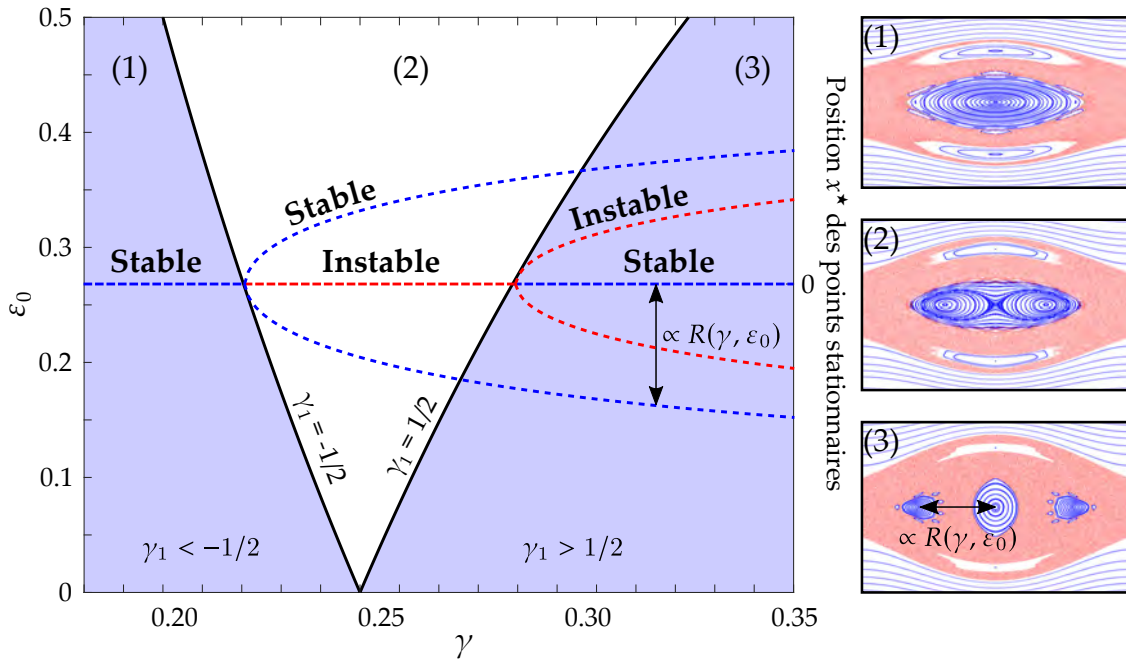 0.5
0.4
0.3
0.2
0.1
0
ε₀
(1)
(2)
(3)
Stable
Stable
Instable
Instable
Stable
0
∝ R(γ, ε₀)
γ₁ = -1/2
γ₁ = 1/2
γ₁ < −1/2
γ₁ > 1/2
0.20
0.25
0.30
0.35
γ
Position x★ des points stationnaires
(1)
(2)
(3)
∝ R(γ, ε₀)